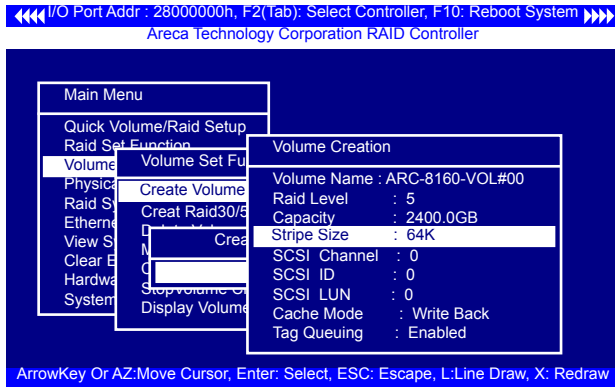 I/O Port Addr : 28000000h, F2(Tab): Select Controller, F10: Reboot System
Areca Technology Corporation RAID Controller
Main Menu
Quick Volume/Raid Setup
Raid Set Function
Volume
Physica
Raid Sy
Etherne
View S
Clear E
Hardwa
System
Volume Set Fu
Create Volume
Creat Raid30/5
Display Volume
Crea
Volume Creation
Volume Name : ARC-8160-VOL#00
Raid Level : 5
Capacity : 2400.0GB
Stripe Size : 64K
SCSI Channel : 0
SCSI ID : 0
SCSI LUN : 0
Cache Mode : Write Back
Tag Queuing : Enabled
ArrowKey Or AZ:Move Cursor, Enter: Select, ESC: Escape, L:Line Draw, X: Redraw